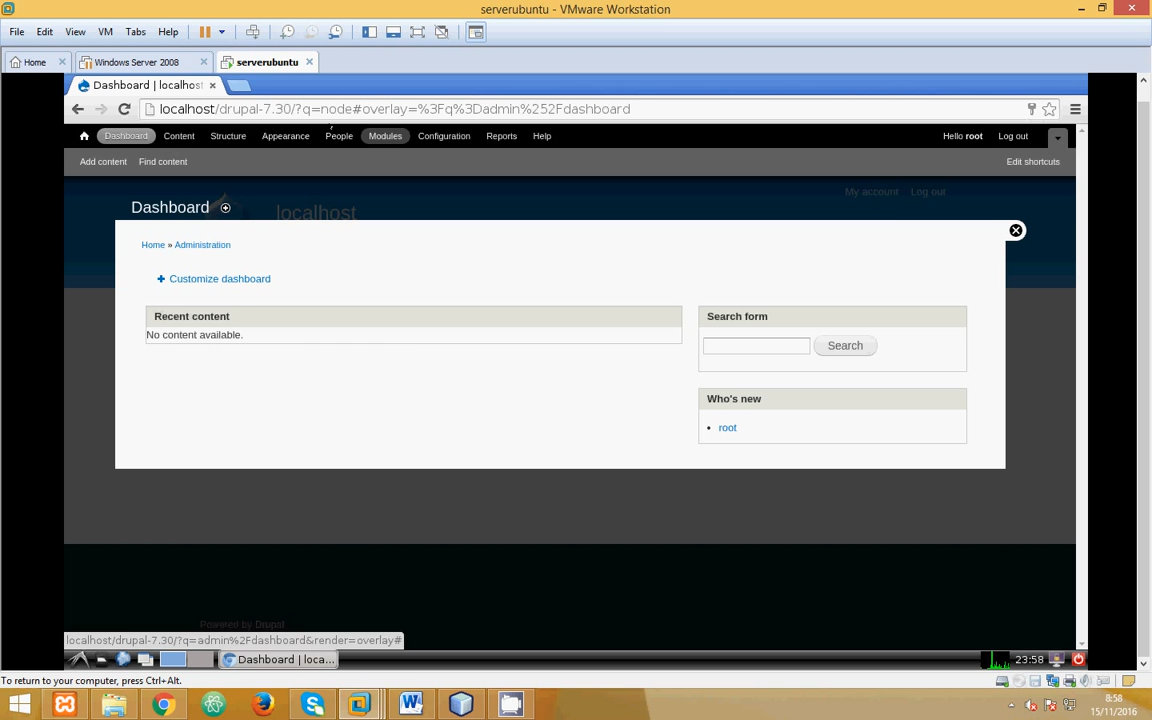 serverubuntu - VMware Workstation
File Edit View VM Tabs Help
Home Windows Server 2008 serverubuntu
Dashboard | localhost
localhost/drupal-7.30/?q=node#overlay=%3Fq%3Dadmin%252Fdashboard
Dashboard Content Structure Appearance People Modules Configuration Reports Help Hello root Log out
Add content Find content Edit shortcuts
My account Log out
Dashboard
localhost
Home » Administration
Customize dashboard
Recent content
No content available.
Search form
Search
Who's new
• root
Powered by Drupal
localhost/drupal-7.30/?q=admin%2Fdashboard&render=overlay#
Dashboard | loca...
23:58
To return to your computer, press Ctrl+Alt.
8:58
15/11/2016